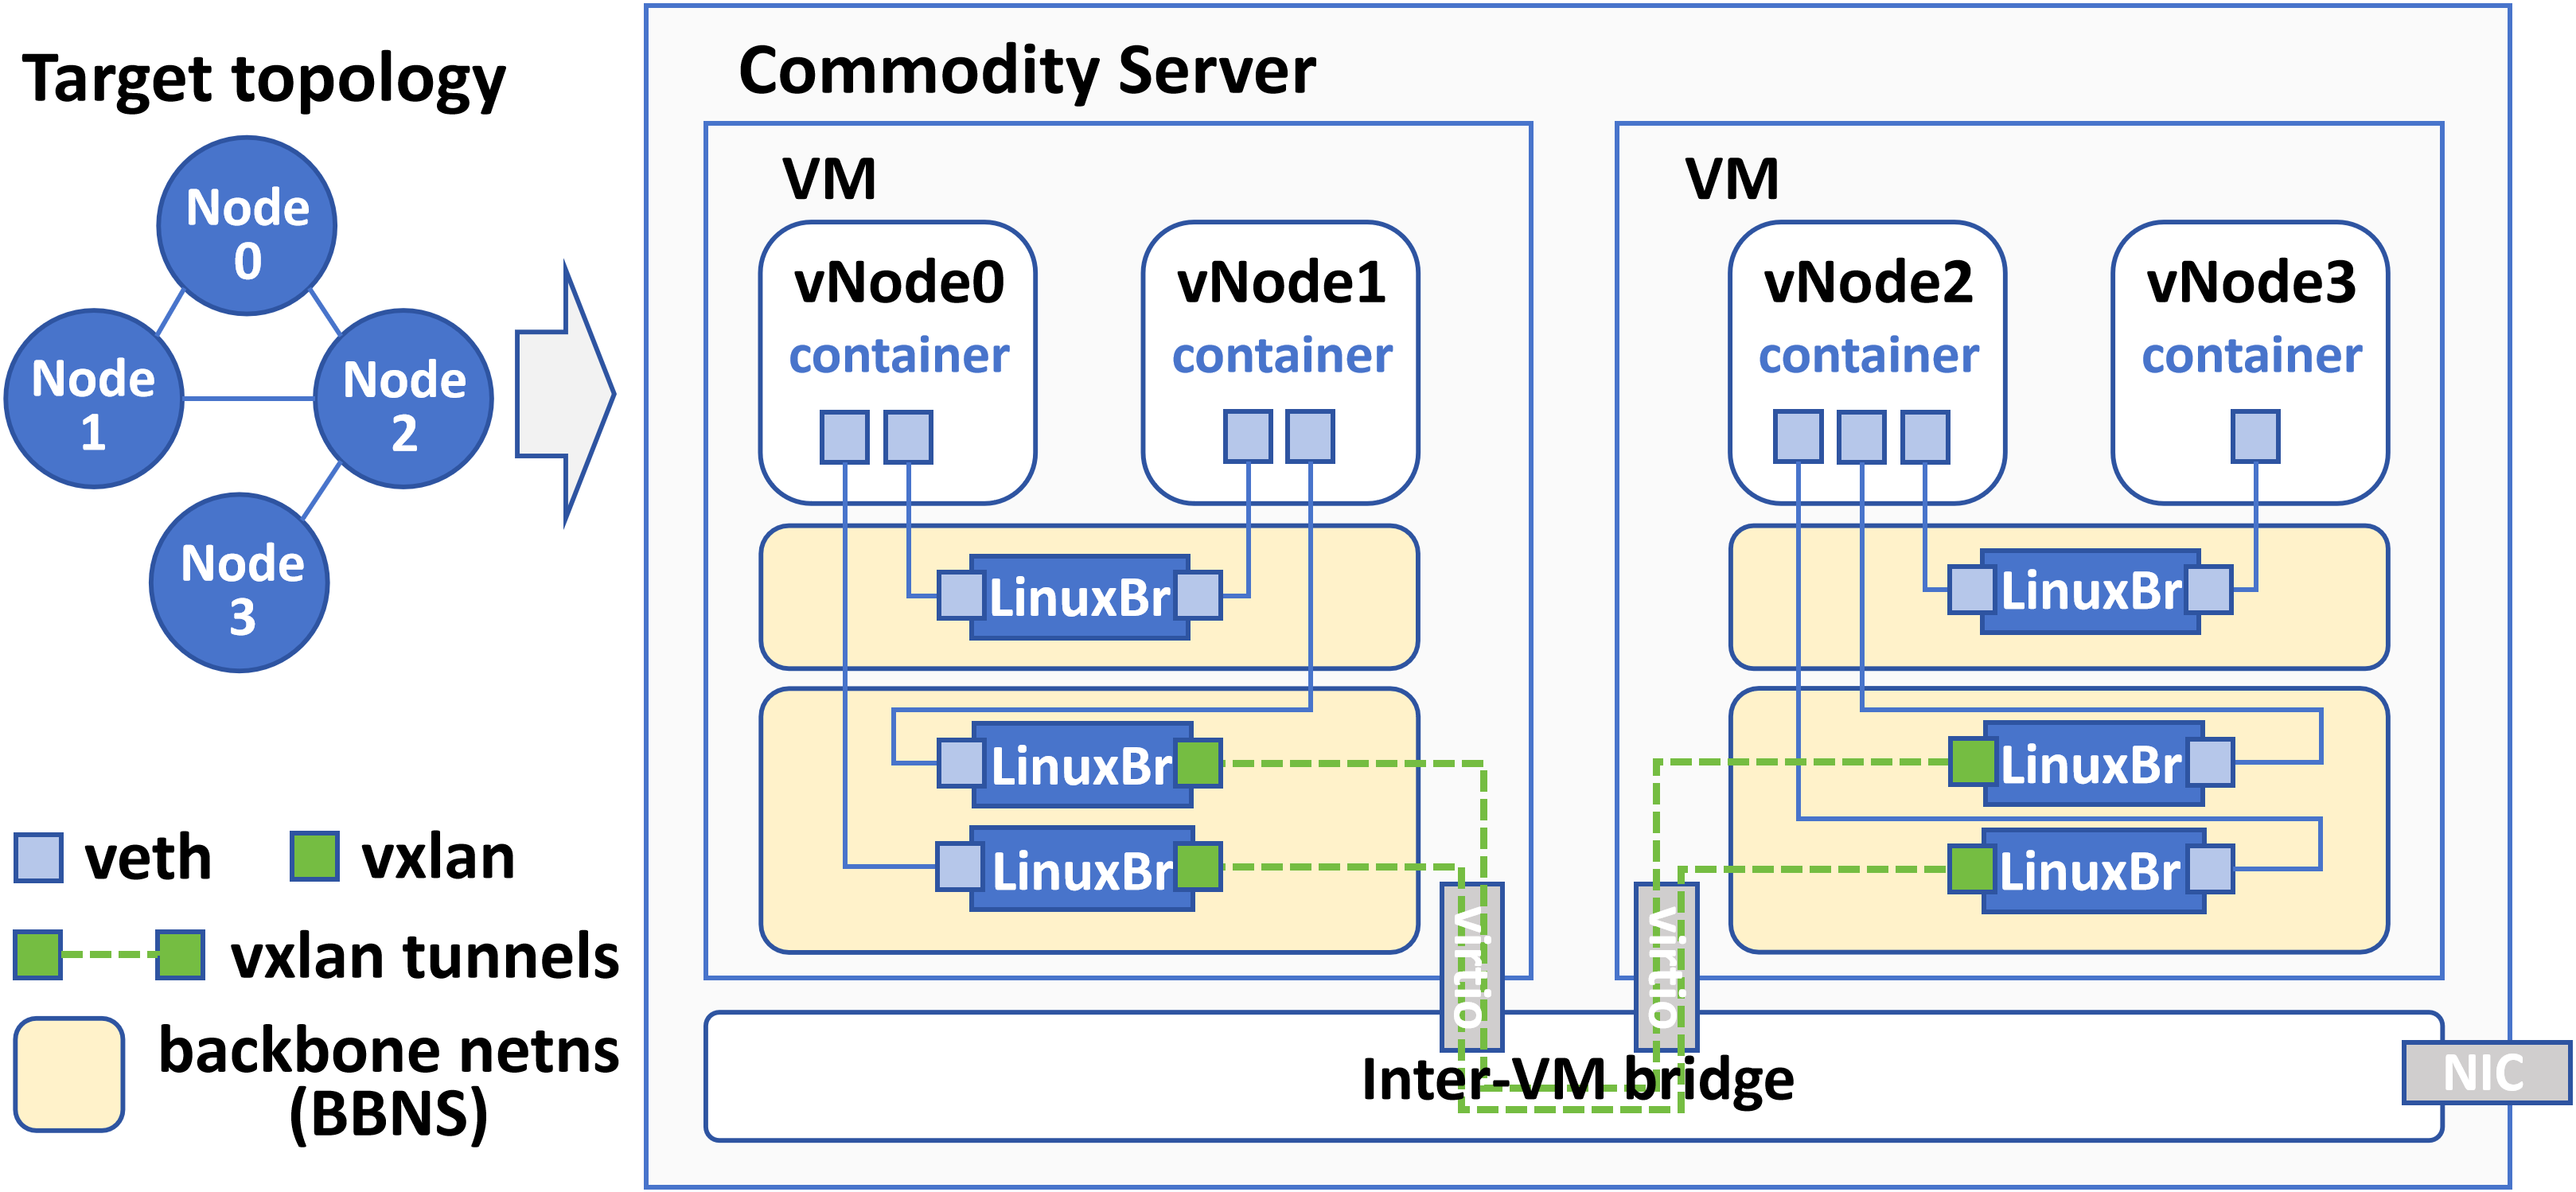 Target topology
Node
0
Node
1
Node
2
Node
3
veth
vxlan
vxlan tunnels
backbone netns
(BBNS)
Commodity Server
VM
vNode0
container
vNode1
container
LinuxBr
LinuxBr
LinuxBr
virtio
VM
vNode2
container
vNode3
container
LinuxBr
LinuxBr
LinuxBr
virtio
Inter-VM bridge
NIC